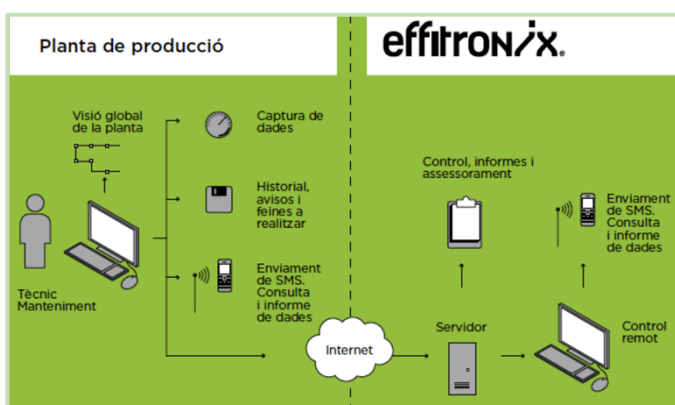 Planta de producció
effitronix®
Visió global
de la planta
Captura de
dades
Historial,
avisos i
feines a
realitzar
Tècnic
Manteniment
Enviament
de SMS.
Consulta
i informe
de dades
Internet
Control, informes i
assessorament
Enviament
de SMS.
Consulta
i informe
de dades
Servidor
Control
remot